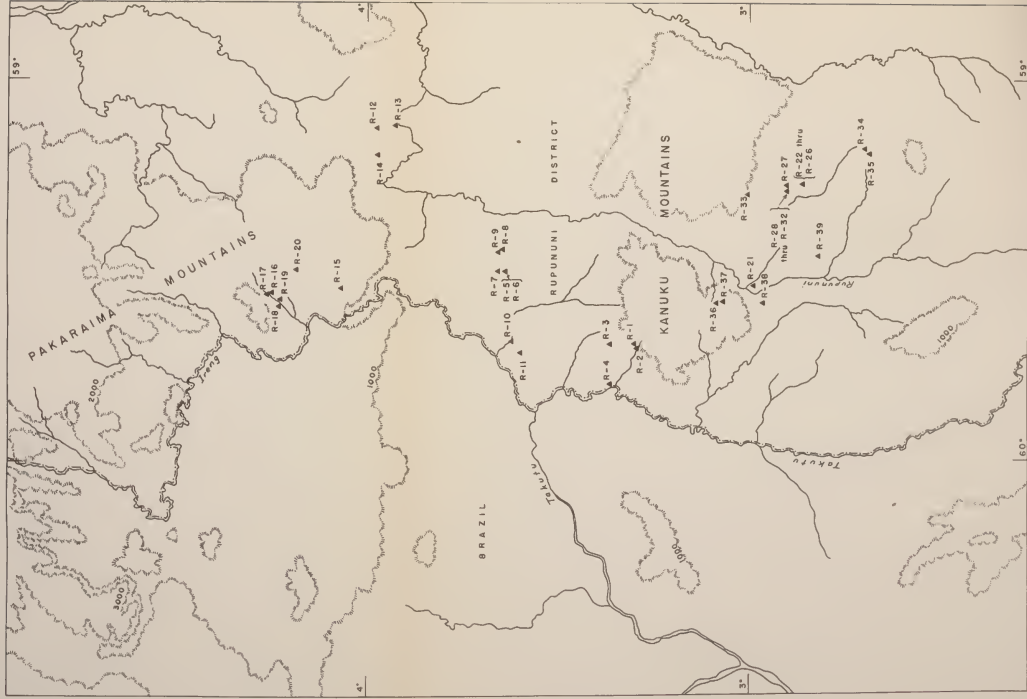 59°
4°
3°
59°
PAKARAIMA
MOUNTAINS
2000
3000
Ireng
1000
R-17
R-16
R-18
R-19
R-20
R-15
R-12
R-13
R-14
DISTRICT
RUPUNUNI
BRAZIL
R-9
R-8
R-7
R-5
R-6
R-10
R-11
R-3
R-1
R-2
R-4
KANUKU
MOUNTAINS
Takutu
Takutu
1000
R-33
R-27
R-22 thru
R-26
R-28
thru R-32
R-34
R-35
R-39
R-21
R-38
R-37
R-36
Rupununi
1000
4°
3°
60°